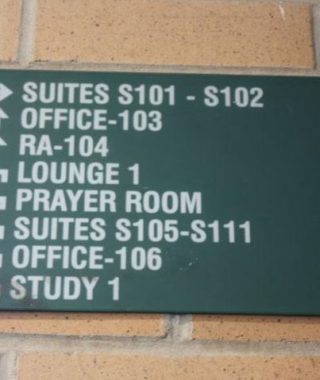 SUITES S101 - S102
OFFICE-103
RA-104
LOUNGE 1
PRAYER ROOM
SUITES S105-S111
OFFICE-106
STUDY 1